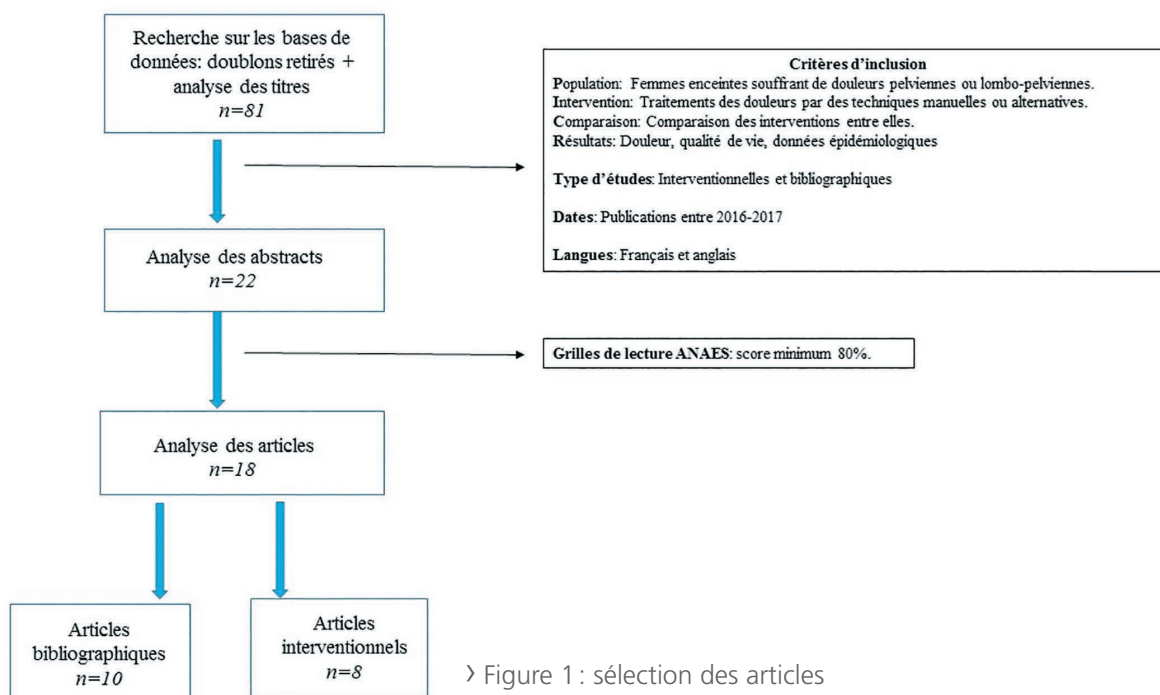 Recherche sur les bases de
données: doublons retirés +
analyse des titres
n=81
Critères d’inclusion
Population: Femmes enceintes souffrant de douleurs pelviennes ou lombo-pelviennes.
Intervention: Traitements des douleurs par des techniques manuelles ou alternatives.
Comparaison: Comparaison des interventions entre elles.
Résultats: Douleur, qualité de vie, données épidémiologiques
Type d’études: Interventionnelles et bibliographiques
Dates: Publications entre 2016-2017
Langues: Français et anglais
Analyse des abstracts
n=22
Grilles de lecture ANAES: score minimum 80%.
Analyse des articles
n=18
Articles
bibliographiques
n=10
Articles
interventionnels
n=8
› Figure 1 : sélection des articles